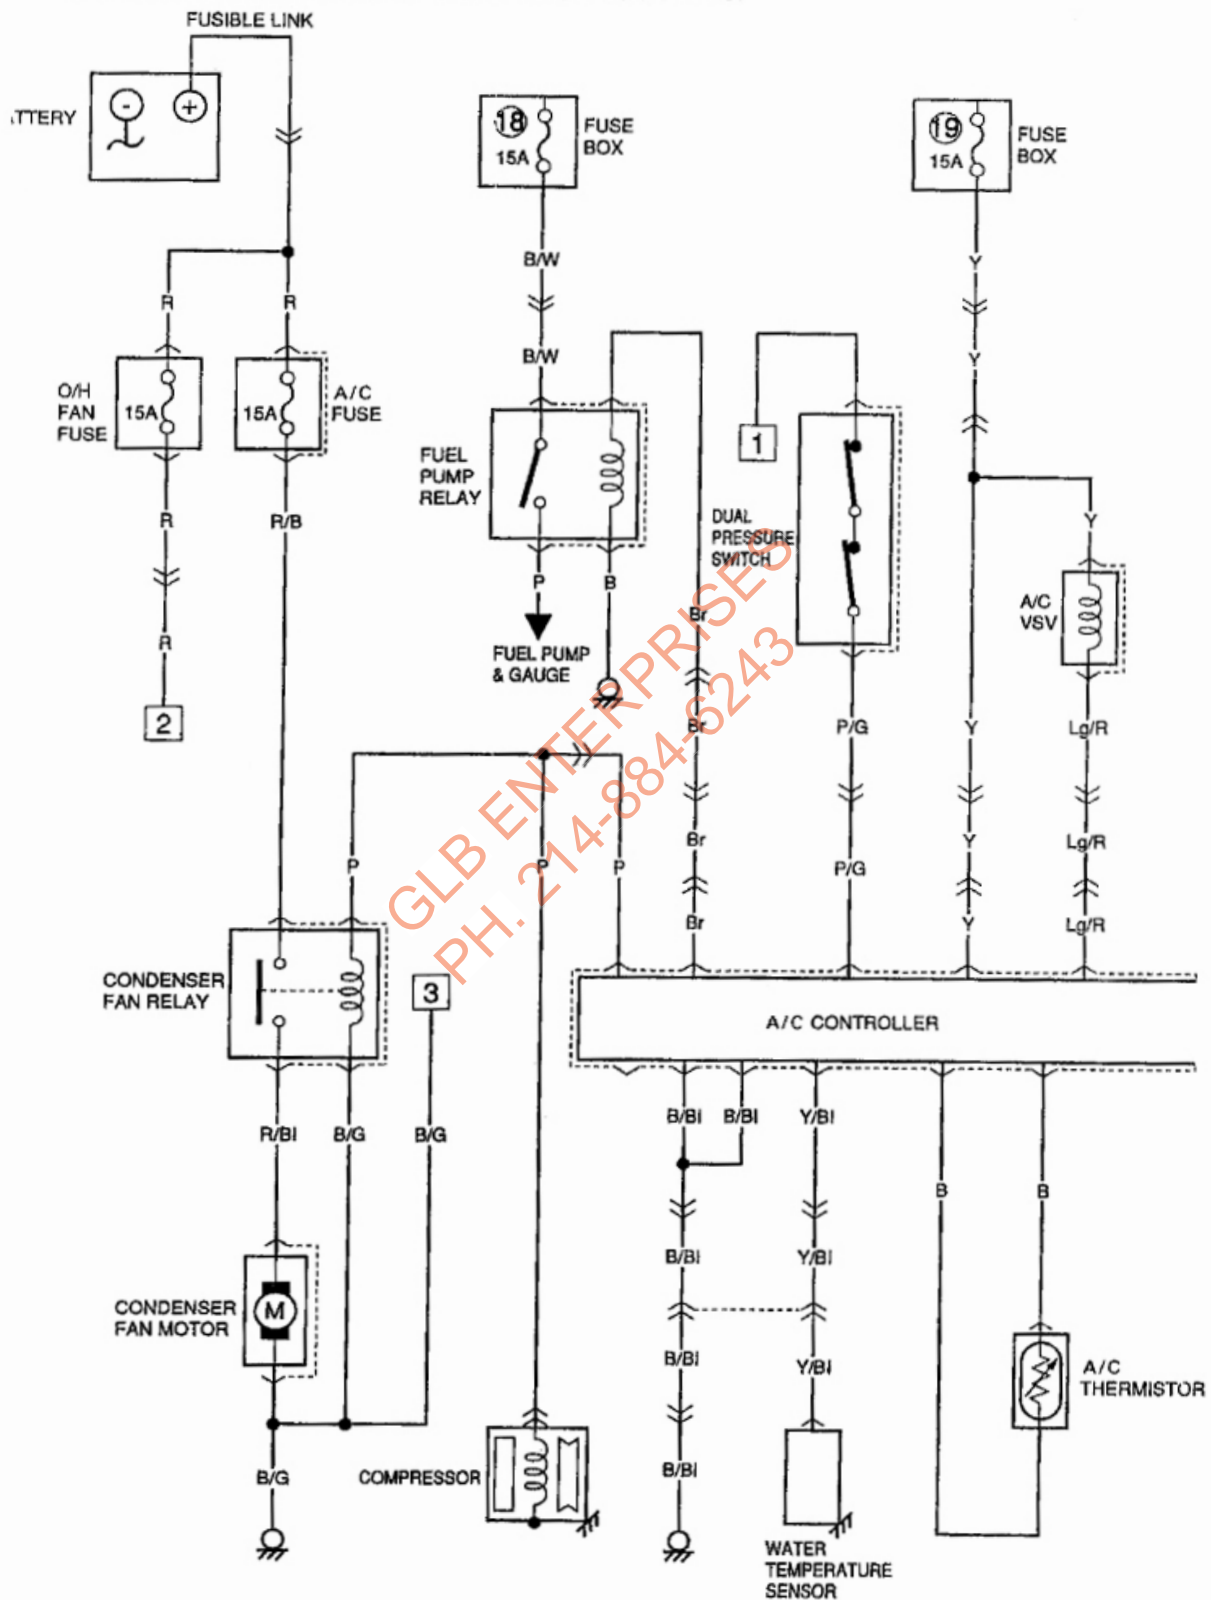 FUSIBLE LINK
- +
TTERY
18
15A
FUSE
BOX
19
15A
FUSE
BOX
B/W
Y
R
R
B/W
Y
O/H
FAN
FUSE
15A
15A
A/C
FUSE
1
FUEL
PUMP
RELAY
R
R/B
DUAL
PRESSURE
SWITCH
Y
P
B
A/C
VSV
Br
R
FUEL PUMP
& GAUGE
2
Br
P/G
Y
Lg/R
GLB ENTERPRISES
PH. 214-884-6243
Br
Y
Lg/R
P
P
P
P/G
Br
Y
Lg/R
CONDENSER
FAN RELAY
3
A/C CONTROLLER
R/Bl
B/G
B/G
B/Bl
B/Bl
Y/Bl
B
B
B/Bl
Y/Bl
CONDENSER
FAN MOTOR
M
B/Bl
Y/Bl
A/C
THERMISTOR
B/G
COMPRESSOR
B/Bl
WATER
TEMPERATURE
SENSOR